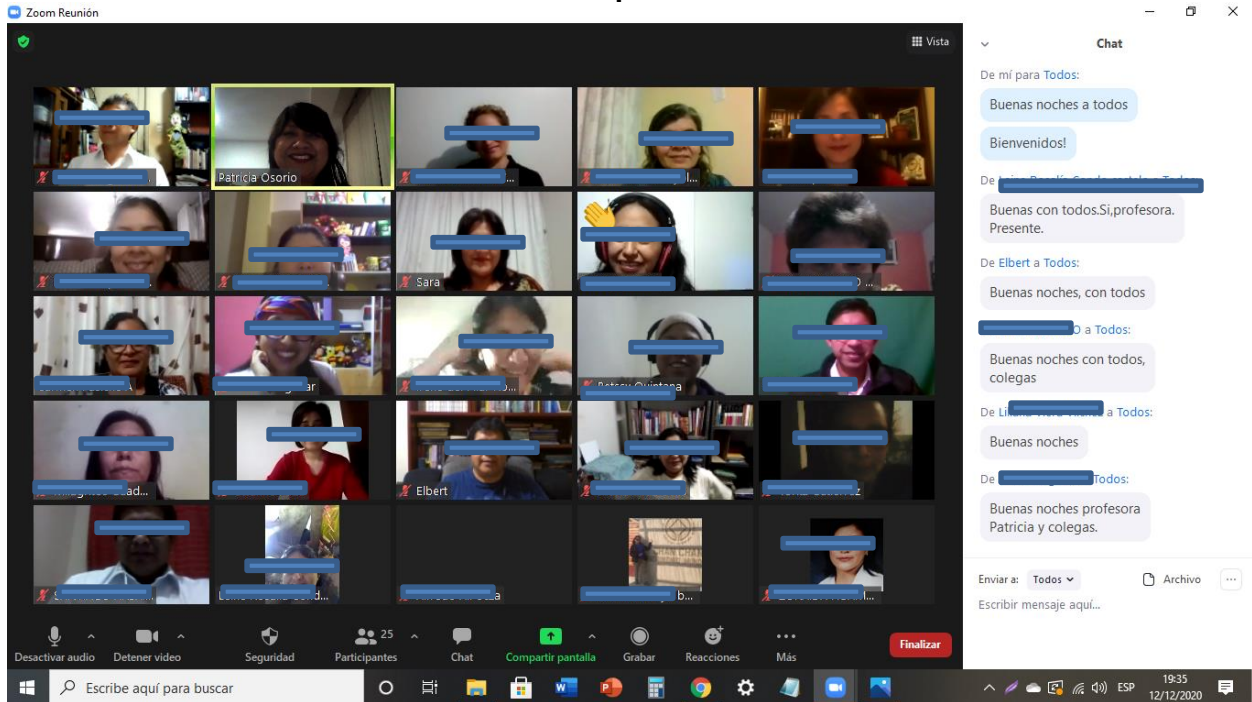 Zoom Reunión
Vista
Patricia Osorio
Sara
Elbert
Chat
De mí para Todos:
Buenas noches a todos
Bienvenidos!
De
Buenas con todos.Si,profesora.
Presente.
De Elbert a Todos:
Buenas noches, con todos
a Todos:
Buenas noches con todos,
colegas
De a Todos:
Buenas noches
De Todos:
Buenas noches profesora
Patricia y colegas.
Enviar a: Todos
Archivo
Escribir mensaje aquí...
Desactivar audio
Detener video
Seguridad
25
Participantes
Chat
Compartir pantalla
Grabar
Reacciones
Más
Finalizar
Escribe aquí para buscar
ESP
19:35
12/12/2020